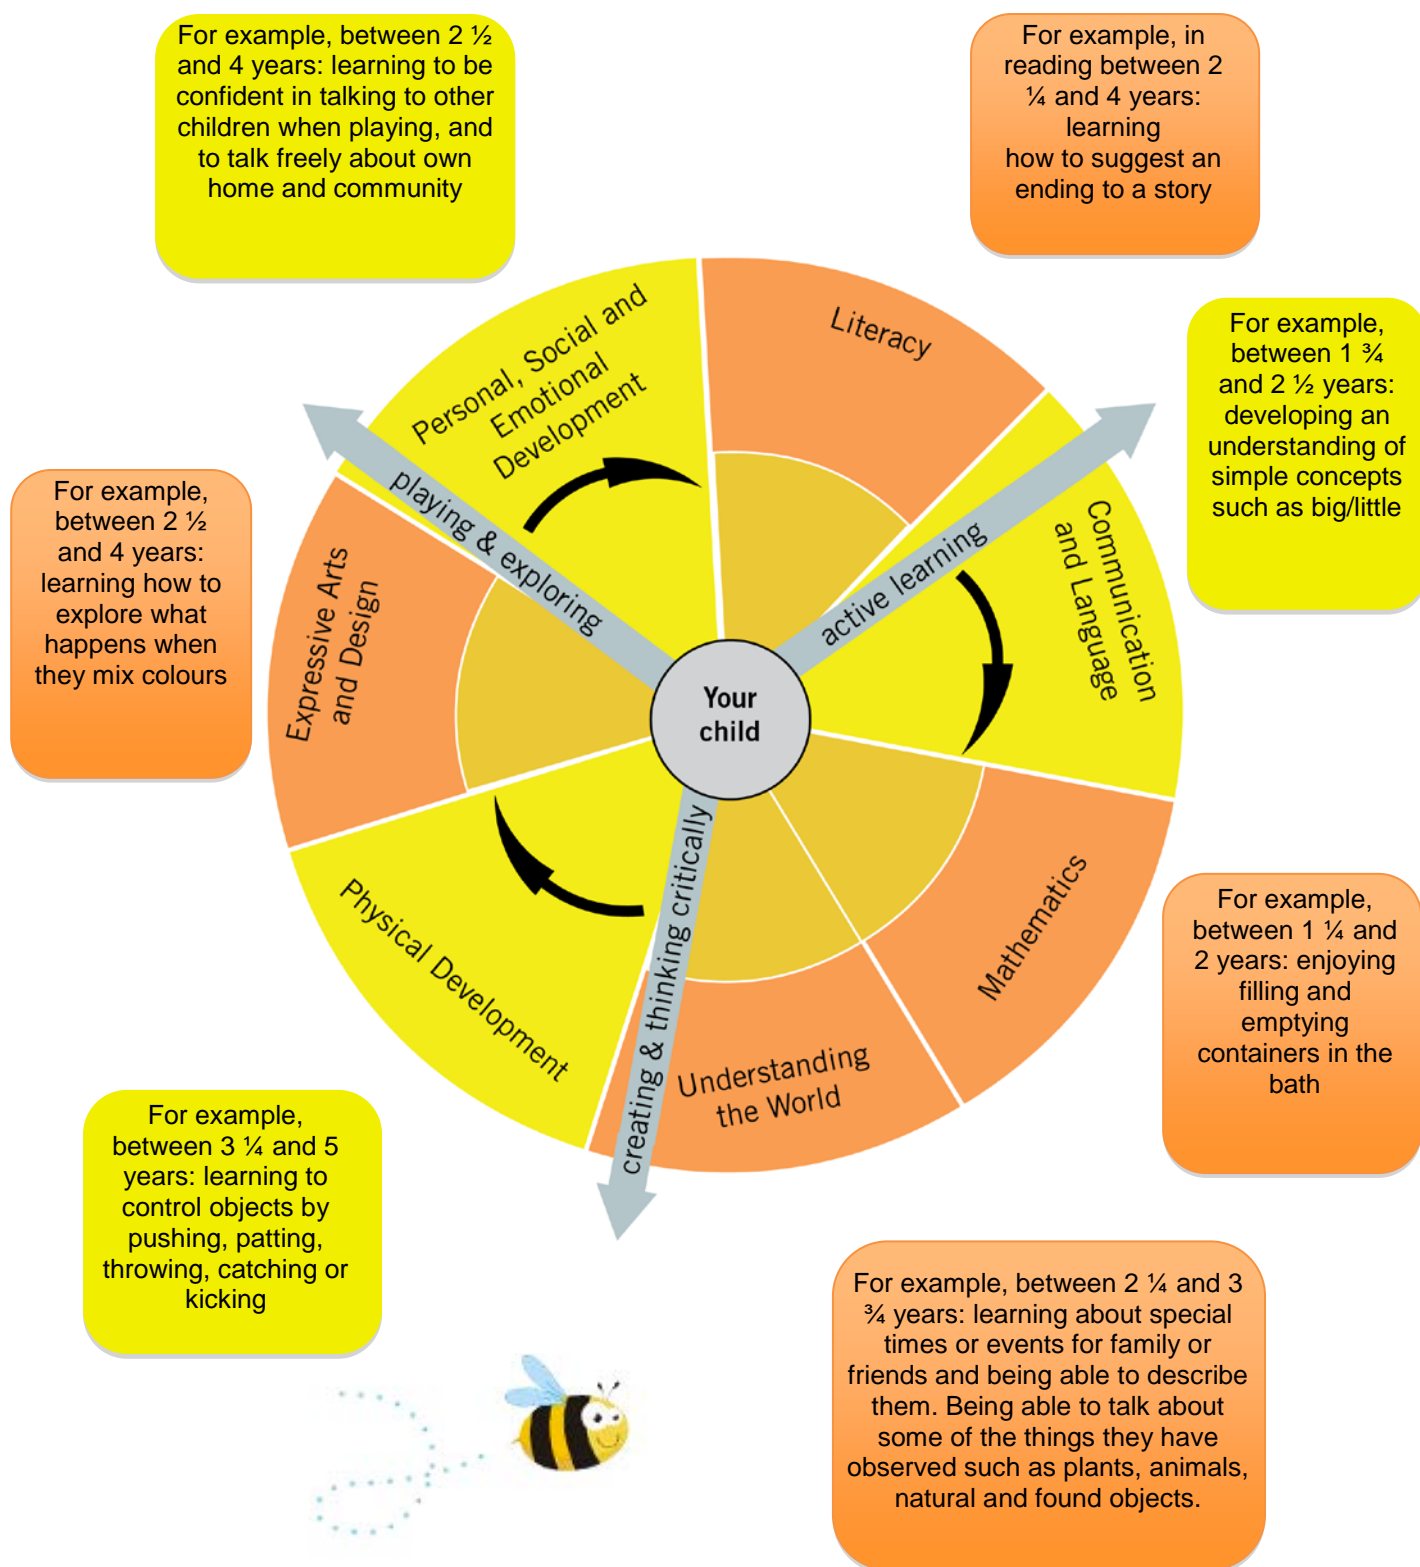 For example, between 2 ½
and 4 years: learning to be
confident in talking to other
children when playing, and
to talk freely about own
home and community
For example, in
reading between 2
¼ and 4 years:
learning
how to suggest an
ending to a story
For example,
between 1 ¾
and 2 ½ years:
developing an
understanding of
simple concepts
such as big/little
For example,
between 2 ½
and 4 years:
learning how to
explore what
happens when
they mix colours
Personal, Social and
Emotional
Development
Literacy
Communication
and Language
Expressive Arts
and Design
playing & exploring
active learning
Your
child
creating & thinking critically
Physical Development
Mathematics
Understanding
the World
For example,
between 1 ¼ and
2 years: enjoying
filling and
emptying
containers in the
bath
For example,
between 3 ¼ and 5
years: learning to
control objects by
pushing, patting,
throwing, catching or
kicking
For example, between 2 ¼ and 3
¾ years: learning about special
times or events for family or
friends and being able to describe
them. Being able to talk about
some of the things they have
observed such as plants, animals,
natural and found objects.